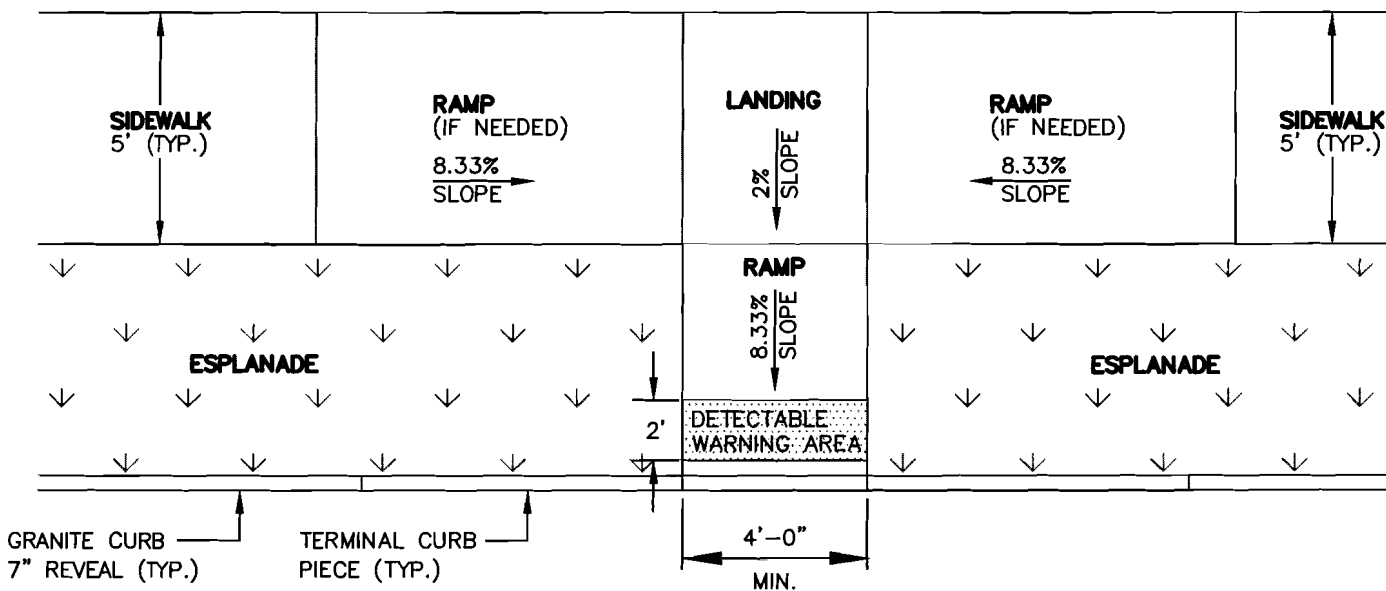 SIDEWALK
5' (TYP.)
RAMP
(IF NEEDED)
8.33%
SLOPE
LANDING
2%
SLOPE
RAMP
(IF NEEDED)
8.33%
SLOPE
SIDEWALK
5' (TYP.)
ESPLANADE
RAMP
8.33%
SLOPE
ESPLANADE
2'
DETECTABLE
WARNING AREA
GRANITE CURB
7" REVEAL (TYP.)
TERMINAL CURB
PIECE (TYP.)
4'-0"
MIN.